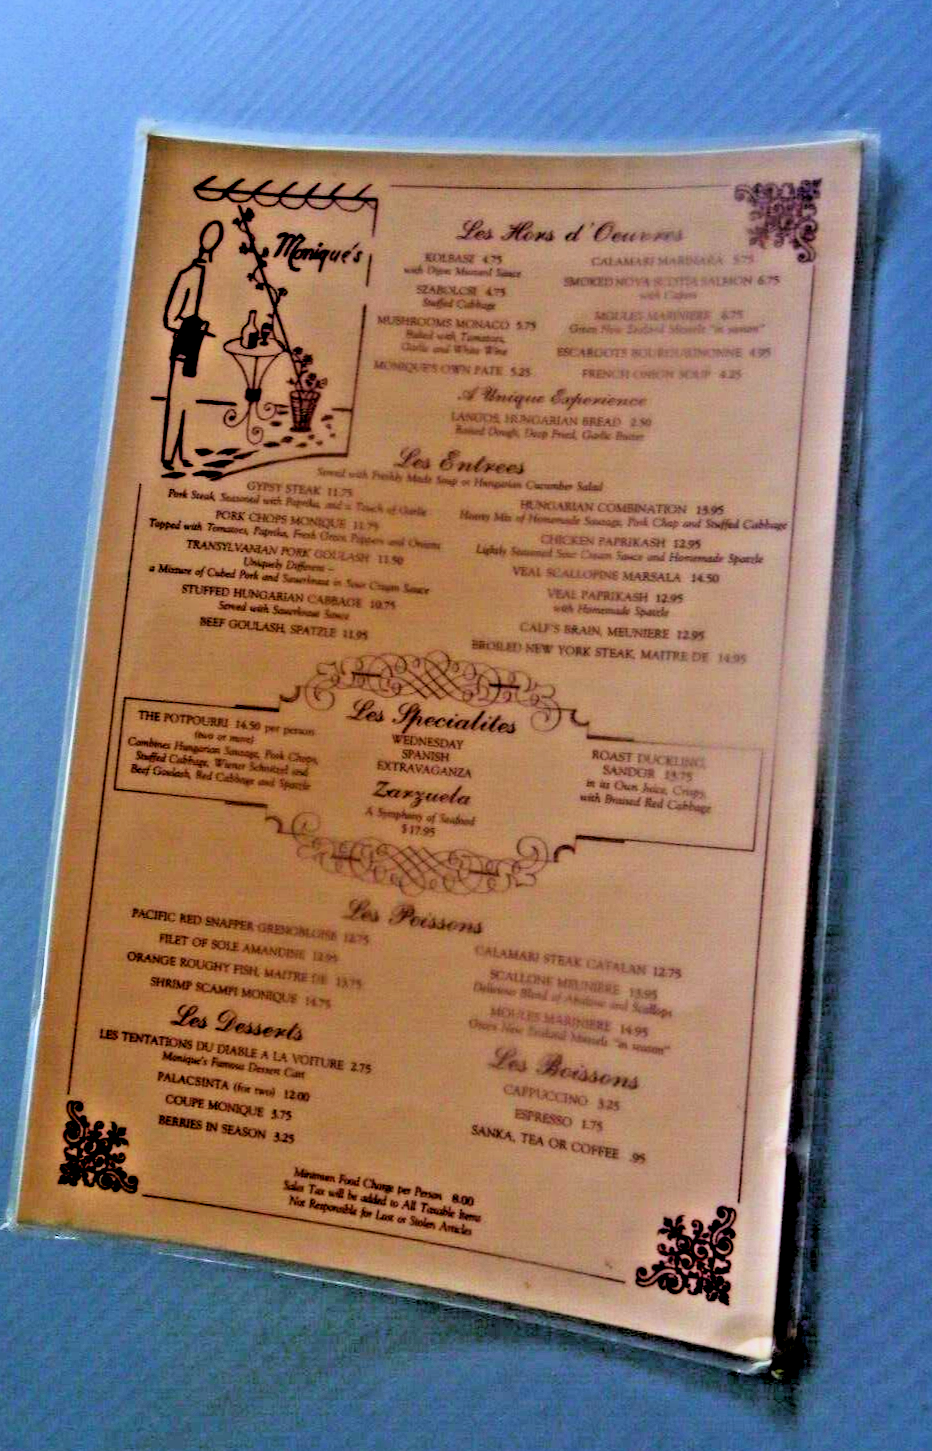 Monique's
Les Hors d'Oeuvres
KOLBASE 4.75
with Dijon Mustard Sauce
SZABOLCSI 4.75
Stuffed Cabbage
MUSHROOMS MONACO 5.75
Baked with Tomatoes,
Garlic and White Wine
MONIQUE'S OWN PATE 5.25
CALAMARI MARINARA 5.75
SMOKED NOVA SCOTIA SALMON 6.75
with Capers
MOULES MARINIERE 6.75
Green New Zealand Mussels "in season"
ESCARGOTS BOURGUIGNONNE 4.95
FRENCH ONION SOUP 4.25
A Unique Experience
LANGOS, HUNGARIAN BREAD 2.50
Raised Dough, Deep Fried, Garlic Butter
Les Entrees
Served with Freshly Made Soup or Hungarian Cucumber Salad
GYPSY STEAK 11.75
Pork Steak, Seasoned with Paprika, and a Touch of Garlic
PORK CHOPS MONIQUE 11.75
Topped with Tomatoes, Paprika, Fresh Green Peppers and Onions
TRANSYLVANIAN PORK GOULASH 11.50
Uniquely Different –
a Mixture of Cubed Pork and Sauerkraut in Sour Cream Sauce
STUFFED HUNGARIAN CABBAGE 10.75
Served with Sauerkraut Sauce
BEEF GOULASH, SPATZLE 11.95
HUNGARIAN COMBINATION 13.95
Hearty Mix of Homemade Sausage, Pork Chop and Stuffed Cabbage
CHICKEN PAPRIKASH 12.95
Lightly Seasoned Sour Cream Sauce and Homemade Spatzle
VEAL SCALLOPINE MARSALA 14.50
VEAL PAPRIKASH 12.95
with Homemade Spatzle
CALF'S BRAIN, MEUNIERE 12.95
BROILED NEW YORK STEAK, MAITRE DE 14.95
Les Specialites
THE POTPOURRI 14.50 per person
(two or more)
Combines Hungarian Sausage, Pork Chops,
Stuffed Cabbage, Wiener Schnitzel and
Beef Goulash, Red Cabbage and Spatzle
WEDNESDAY
SPANISH
EXTRAVAGANZA
Zarzuela
A Symphony of Seafood
$17.95
ROAST DUCKLING,
SANDOR 13.75
in its Own Juice, Crispy,
with Braised Red Cabbage
Les Poissons
PACIFIC RED SNAPPER GRENOBLOISE 12.75
FILET OF SOLE AMANDINE 12.95
ORANGE ROUGHY FISH, MAITRE DE 13.75
SHRIMP SCAMPI MONIQUE 14.75
CALAMARI STEAK CATALAN 12.75
SCALLONE MEUNIERE 13.95
Delicious Blend of Abalone and Scallops
MOULES MARINIERE 14.95
Green New Zealand Mussels "in season"
Les Desserts
LES TENTATIONS DU DIABLE A LA VOITURE 2.75
Monique's Famous Dessert Cart
PALACSINTA (for two) 12.00
COUPE MONIQUE 3.75
BERRIES IN SEASON 3.25
Les Boissons
CAPPUCCINO 3.25
ESPRESSO 1.75
SANKA, TEA OR COFFEE .95
Minimum Food Charge per Person 8.00
Sales Tax will be added to All Taxable Items
Not Responsible for Lost or Stolen Articles